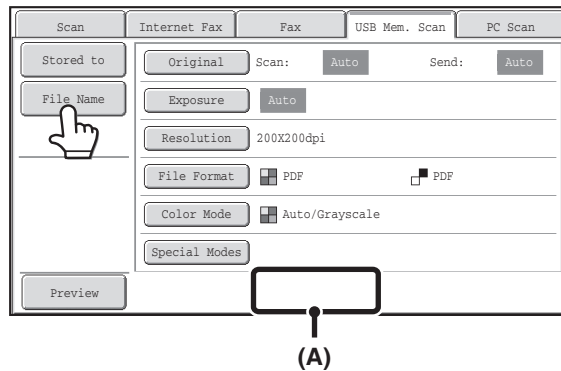 Scan Internet Fax Fax USB Mem. Scan PC Scan
Stored to Original Scan: Auto Send: Auto
File Name Exposure Auto
Resolution 200X200dpi
File Format PDF PDF
Color Mode Auto/Grayscale
Special Modes
Preview
(A)